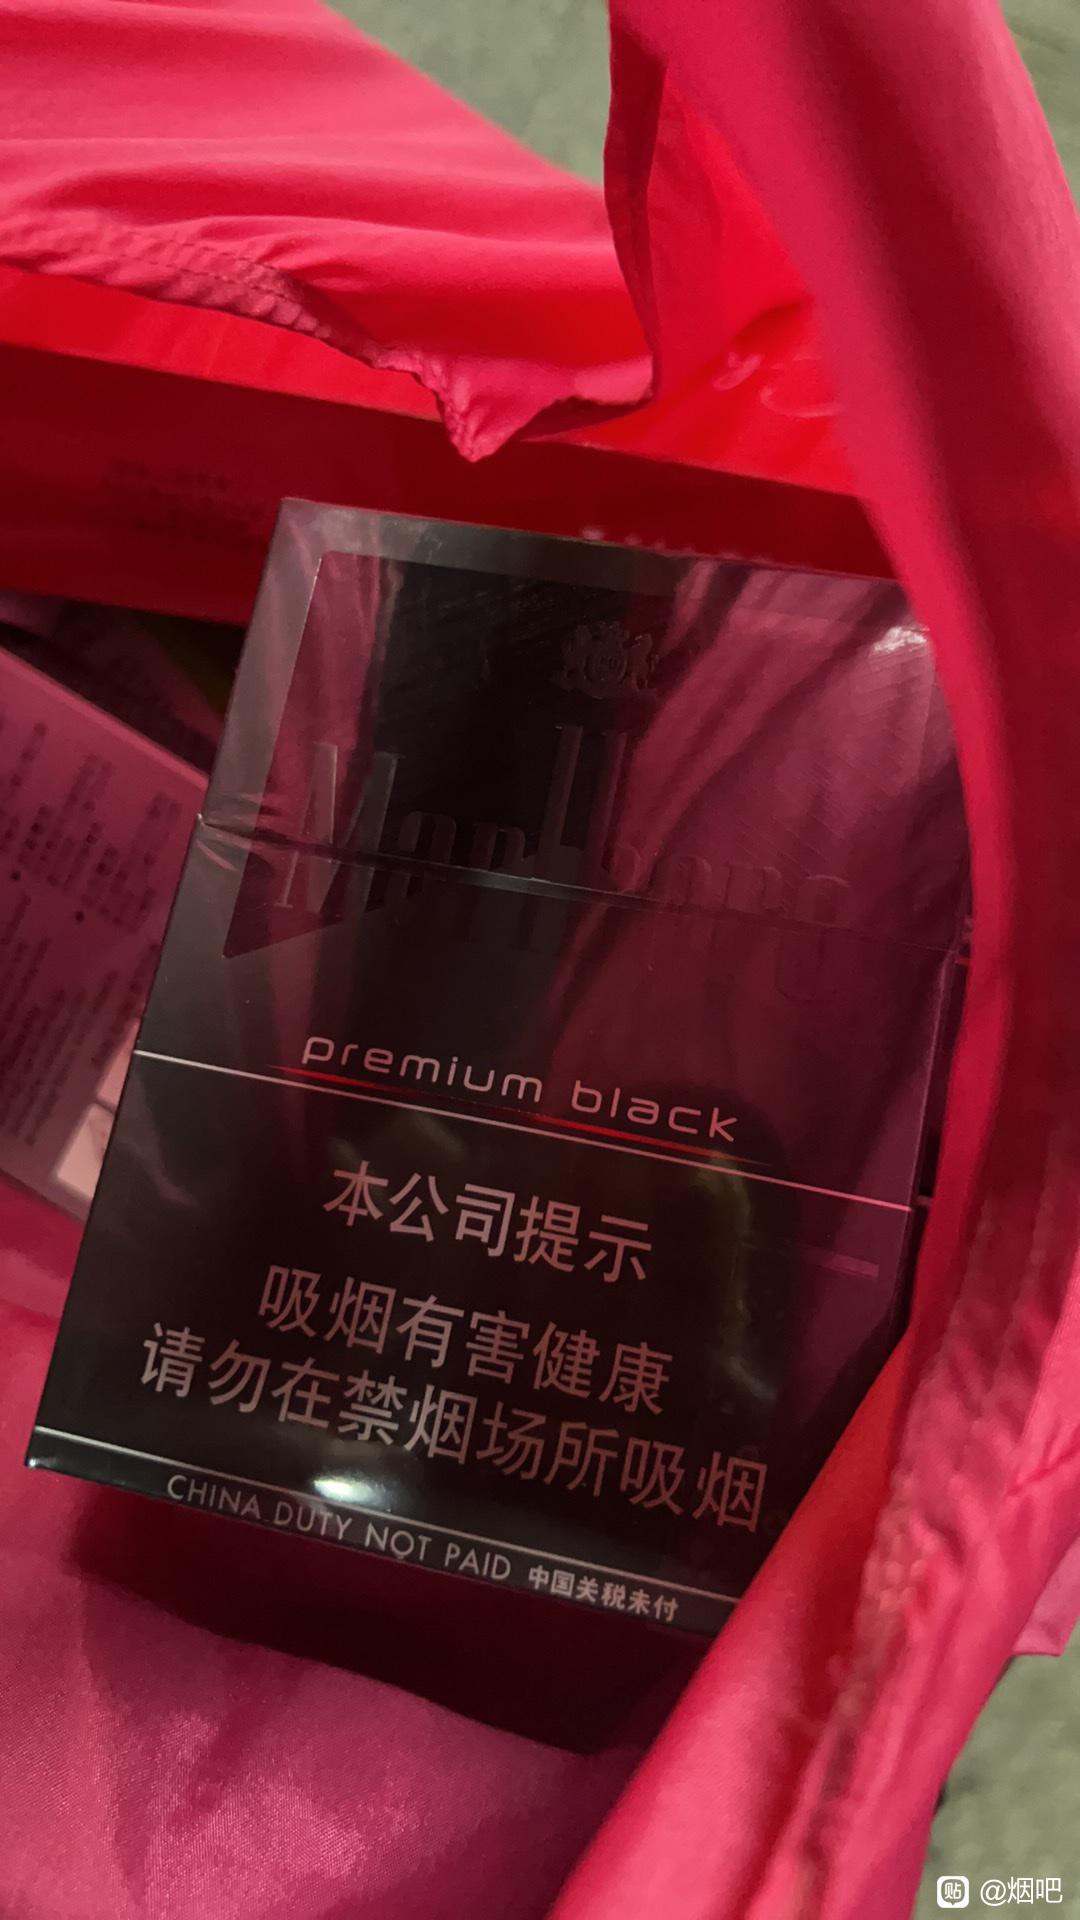 Marlboro
premium black
本公司提示
吸烟有害健康
请勿在禁烟场所吸烟
CHINA DUTY NOT PAID 中国关税未付
贴 @烟吧